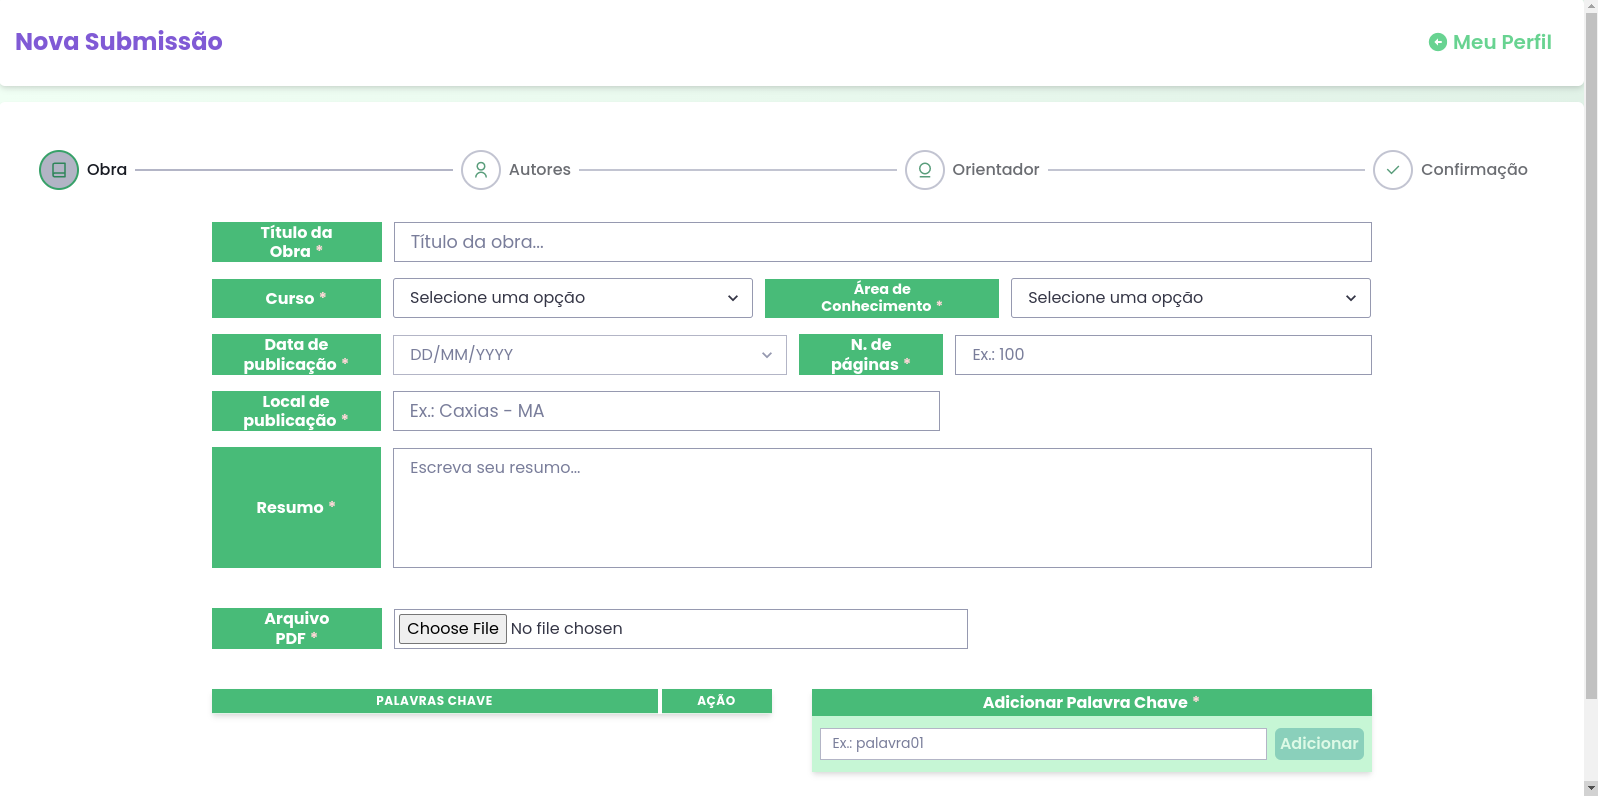 Nova Submissão
Meu Perfil
Obra
Autores
Orientador
Confirmação
Título da
Obra *
Título da obra...
Curso *
Selecione uma opção
Área de
Conhecimento *
Selecione uma opção
Data de
publicação *
DD/MM/YYYY
N. de
páginas *
Ex.: 100
Local de
publicação *
Ex.: Caxias - MA
Resumo *
Escreva seu resumo...
Arquivo
PDF *
Choose File No file chosen
PALAVRAS CHAVE
AÇÃO
Adicionar Palavra Chave *
Ex.: palavra01
Adicionar